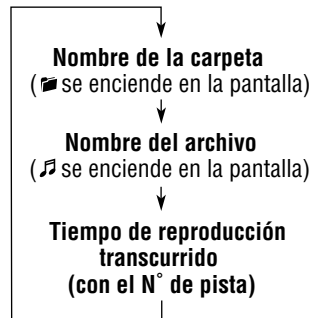 Nombre de la carpeta
( se enciende en la pantalla)
Nombre del archivo
(♫ se enciende en la pantalla)
Tiempo de reproducción
transcurrido
(con el N° de pista)